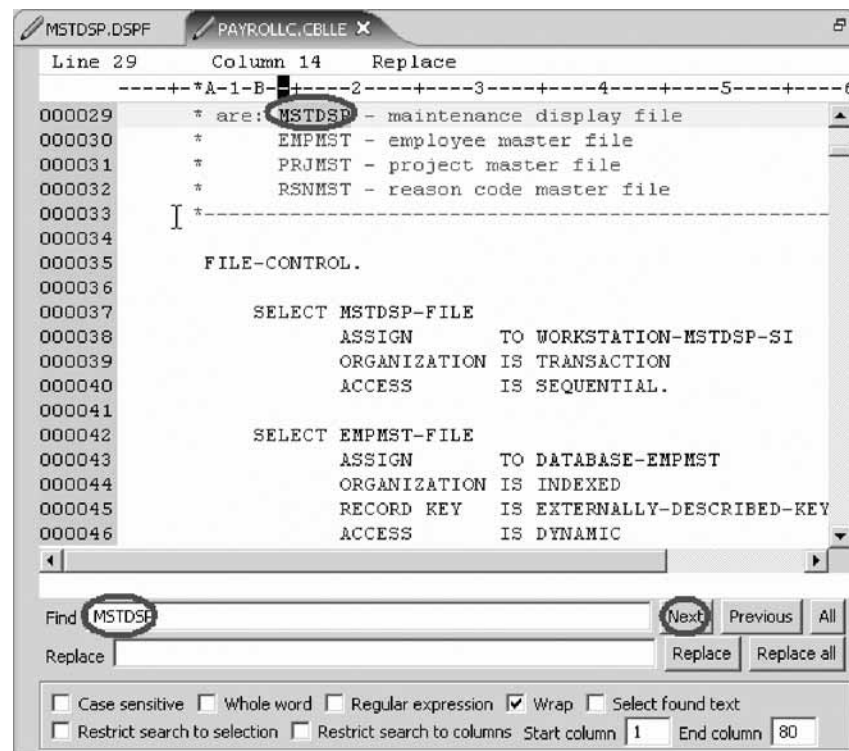 MSTDSP.DSPF PAYROLLC.CBLLE
Line 29 Column 14 Replace
----+-*A-1-B--+----2----+----3----+----4----+----5----+----6
000029 * are: MSTDSP - maintenance display file
000030 * EMPMST - employee master file
000031 * PRJMST - project master file
000032 * RSNMST - reason code master file
000033 *-----------------------------------------------------
000034
000035 FILE-CONTROL.
000036
000037 SELECT MSTDSP-FILE
000038 ASSIGN TO WORKSTATION-MSTDSP-SI
000039 ORGANIZATION IS TRANSACTION
000040 ACCESS IS SEQUENTIAL.
000041
000042 SELECT EMPMST-FILE
000043 ASSIGN TO DATABASE-EMPMST
000044 ORGANIZATION IS INDEXED
000045 RECORD KEY IS EXTERNALLY-DESCRIBED-KEY
000046 ACCESS IS DYNAMIC
Find MSTDSP Next Previous All
Replace Replace Replace all
Case sensitive Whole word Regular expression Wrap Select found text
Restrict search to selection Restrict search to columns Start column 1 End column 80